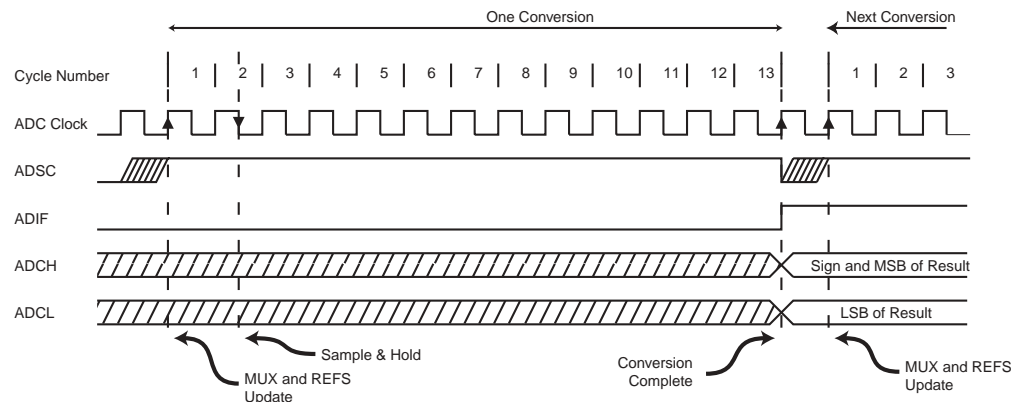 One Conversion
Next Conversion
Cycle Number 1 2 3 4 5 6 7 8 9 10 11 12 13 1 2 3
ADC Clock
ADSC
ADIF
ADCH
Sign and MSB of Result
ADCL
LSB of Result
Sample & Hold
MUX and REFS
Update
Conversion
Complete
MUX and REFS
Update